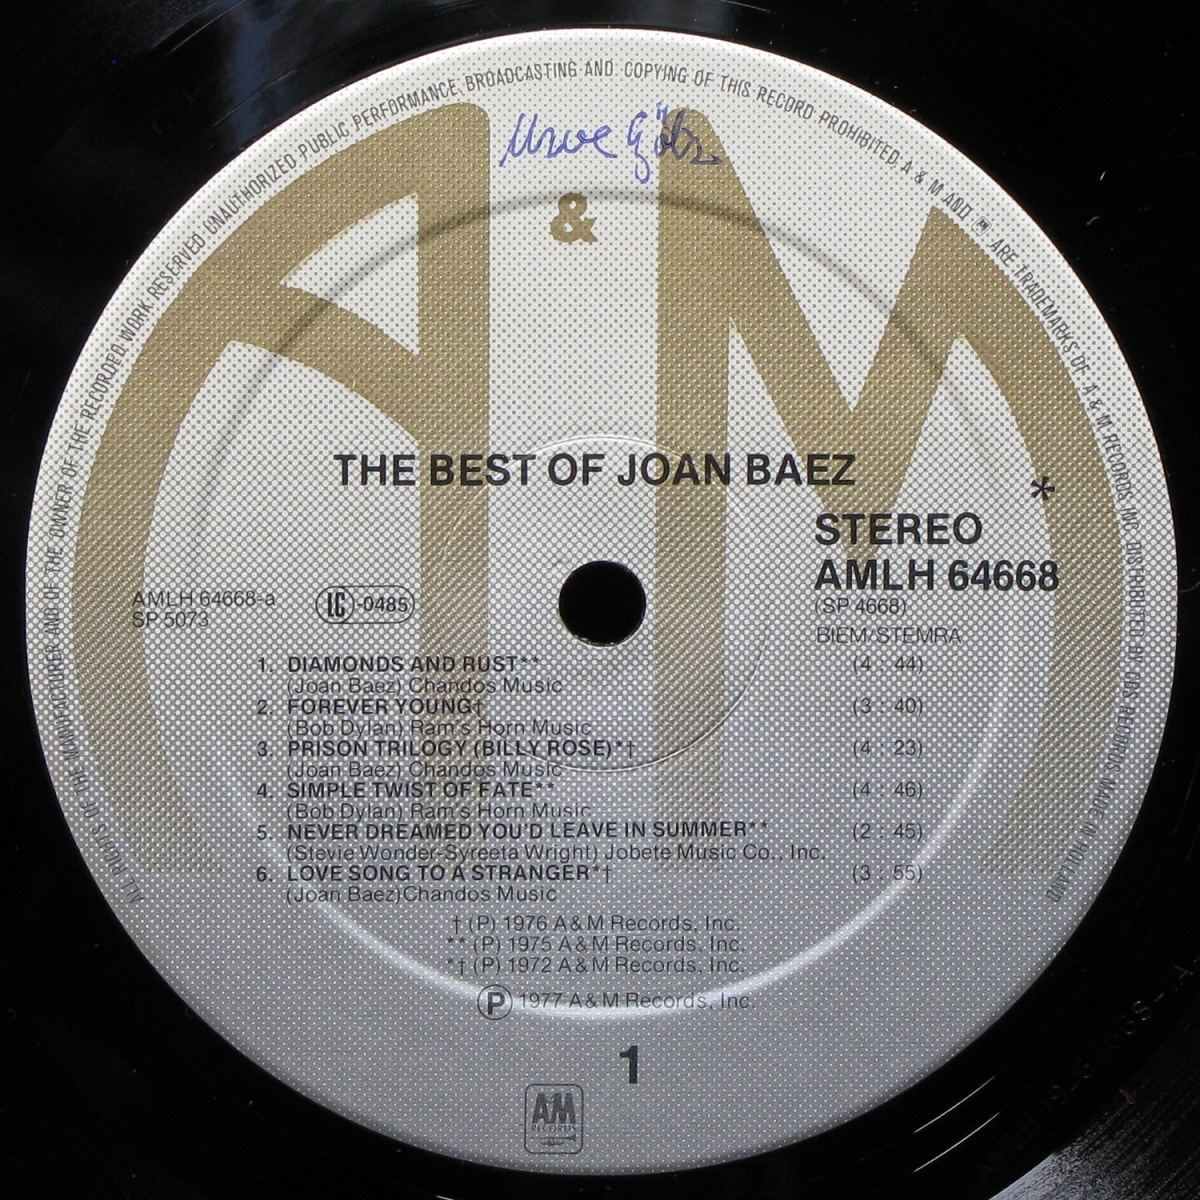 ALL RIGHTS OF THE MANUFACTURER AND OF THE OWNER OF THE RECORDED WORK RESERVED UNAUTHORIZED PUBLIC PERFORMANCE BROADCASTING AND COPYING OF THIS RECORD PROHIBITED A & M AND ARE TRADEMARKS OF A & M RECORDS INC. DISTRIBUTED BY CBS RECORDS MADE IN HOLLAND
Uwe Götz
A & M
THE BEST OF JOAN BAEZ
*
STEREO
AMLH 64668
(SP 4668)
BIEM/STEMRA
AMLH 64668-a
SP 5073
LC-0485
1. DIAMONDS AND RUST** (4 : 44)
(Joan Baez) Chandos Music
2. FOREVER YOUNG† (3 : 40)
(Bob Dylan) Ram's Horn Music
3. PRISON TRILOGY (BILLY ROSE)*† (4 : 23)
(Joan Baez) Chandos Music
4. SIMPLE TWIST OF FATE** (4 : 46)
(Bob Dylan) Ram's Horn Music
5. NEVER DREAMED YOU'D LEAVE IN SUMMER** (2 : 45)
(Stevie Wonder-Syreeta Wright) Jobete Music Co., Inc.
6. LOVE SONG TO A STRANGER*† (3 : 55)
(Joan Baez)Chandos Music
† (P) 1976 A & M Records, Inc.
** (P) 1975 A & M Records, Inc.
*† (P) 1972 A & M Records, Inc.
Ⓟ 1977 A & M Records, Inc.
1
AM
RECORDS